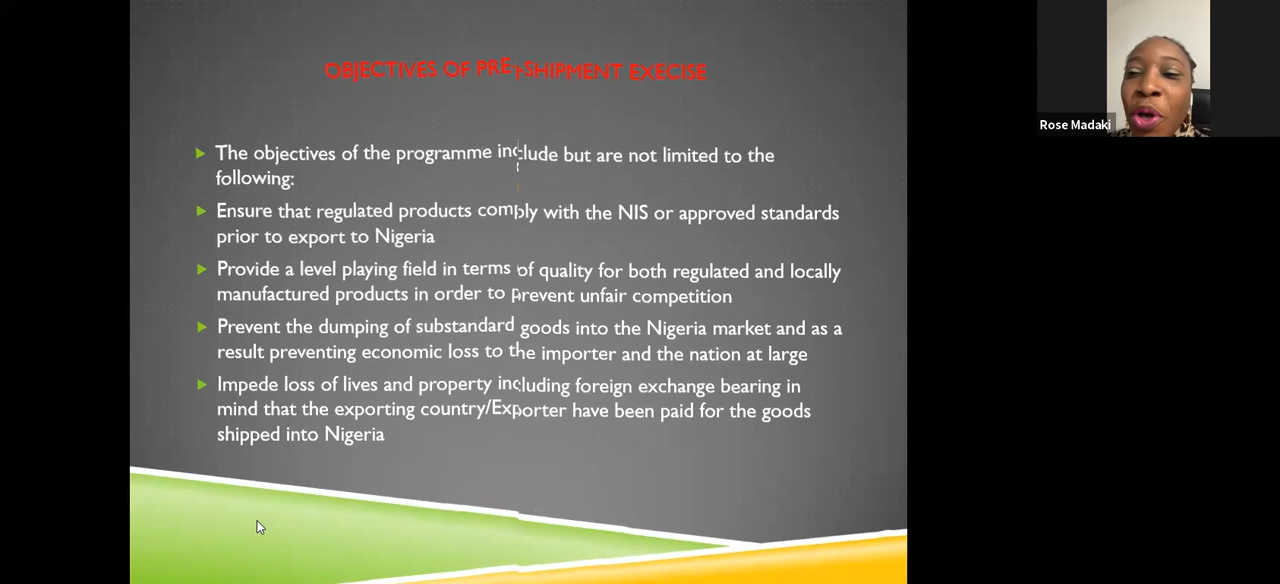 OBJECTIVES OF PRE-SHIPMENT EXECISE
The objectives of the programme include but are not limited to the
following:
Ensure that regulated products comply with the NIS or approved standards
prior to export to Nigeria
Provide a level playing field in terms of quality for both regulated and locally
manufactured products in order to prevent unfair competition
Prevent the dumping of substandard goods into the Nigeria market and as a
result preventing economic loss to the importer and the nation at large
Impede loss of lives and property including foreign exchange bearing in
mind that the exporting country/Exporter have been paid for the goods
shipped into Nigeria
Rose Madaki